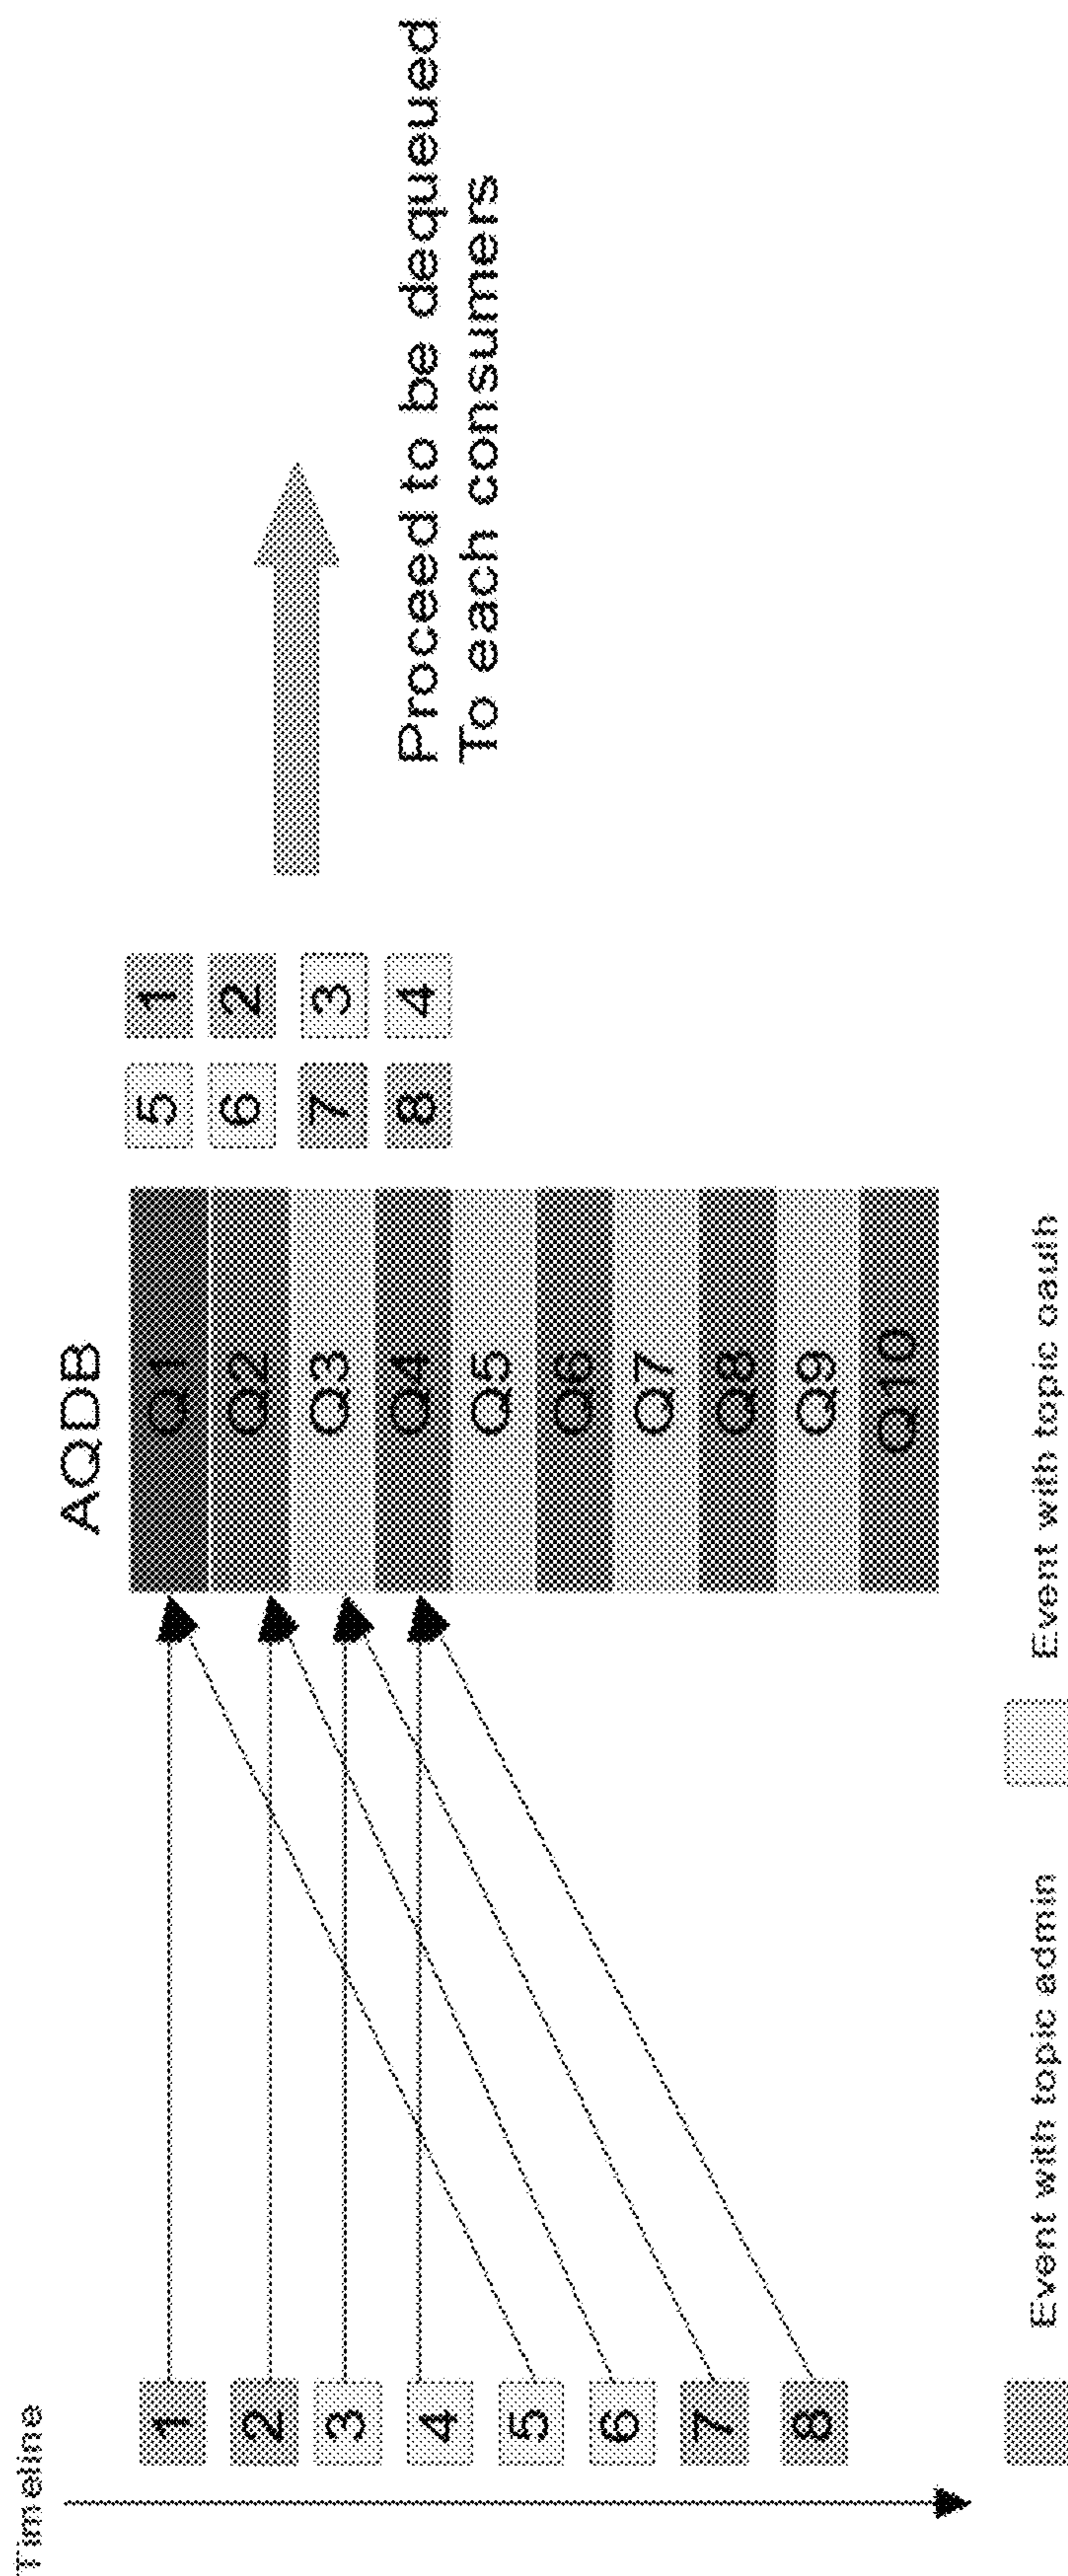 Timeline
AQDB
1
2
3
4
5
6
7
8
Q1
Q2
Q3
Q4
Q5
Q6
Q7
Q8
Q9
Q10
5 1
6 2
7 3
8 4
Proceed to be dequeued
To each consumers
Event with topic admin
Event with topic oauth